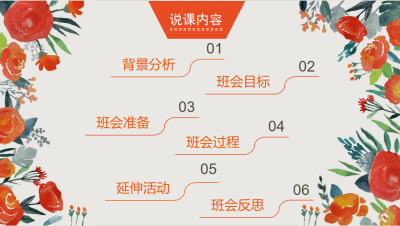 说课内容
01
背景分析
02
班会目标
03
班会准备
04
班会过程
05
延伸活动
06
班会反思